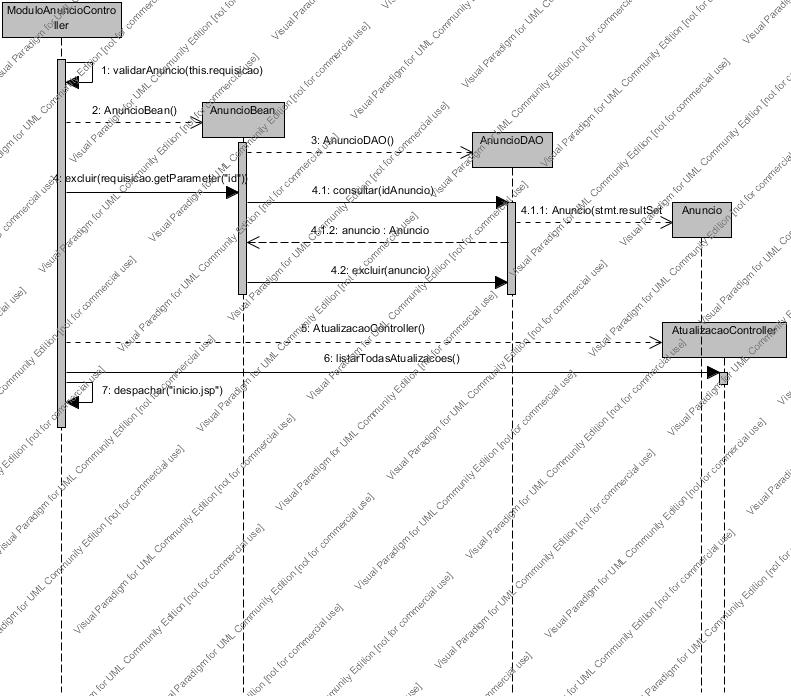 ModuloAnuncioContro
ller
1: validarAnuncio(this.requisicao)
2: AnuncioBean()
AnuncioBean
3: AnuncioDAO()
AnuncioDAO
4: excluir(requisicao.getParameter("id"))
4.1: consultar(idAnuncio)
4.1.1: Anuncio(stmt.resultSet
Anuncio
4.1.2: anuncio : Anuncio
4.2: excluir(anuncio)
5: AtualizacaoController()
AtualizacaoController
6: listarTodasAtualizacoes()
7: despachar("inicio.jsp")
Visual Paradigm for UML Community Edition [not for commercial use]